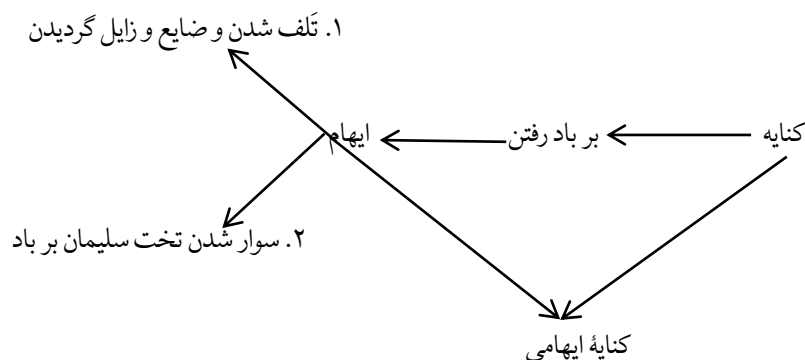 ۱. تَلف شدن و ضایع و زایل گردیدن
کنایه بر باد رفتن ایهام
۲. سوار شدن تخت سلیمان بر باد
کنایهٔ ایهامی